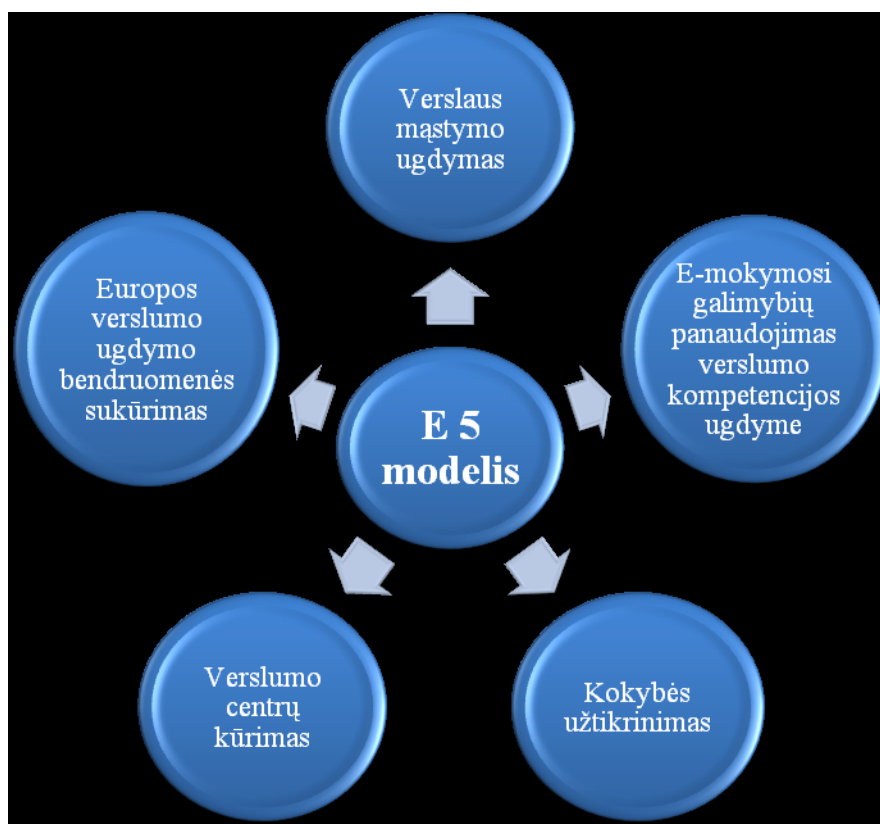 Verslaus
mąstymo
ugdymas
Europos
verslumo
ugdymo
bendruomenės
sukūrimas
E-mokymosi
galimybių
panaudojimas
verslumo
kompetencijos
ugdyme
E 5
modelis
Verslumo
centrų
kūrimas
Kokybės
užtikrinimas